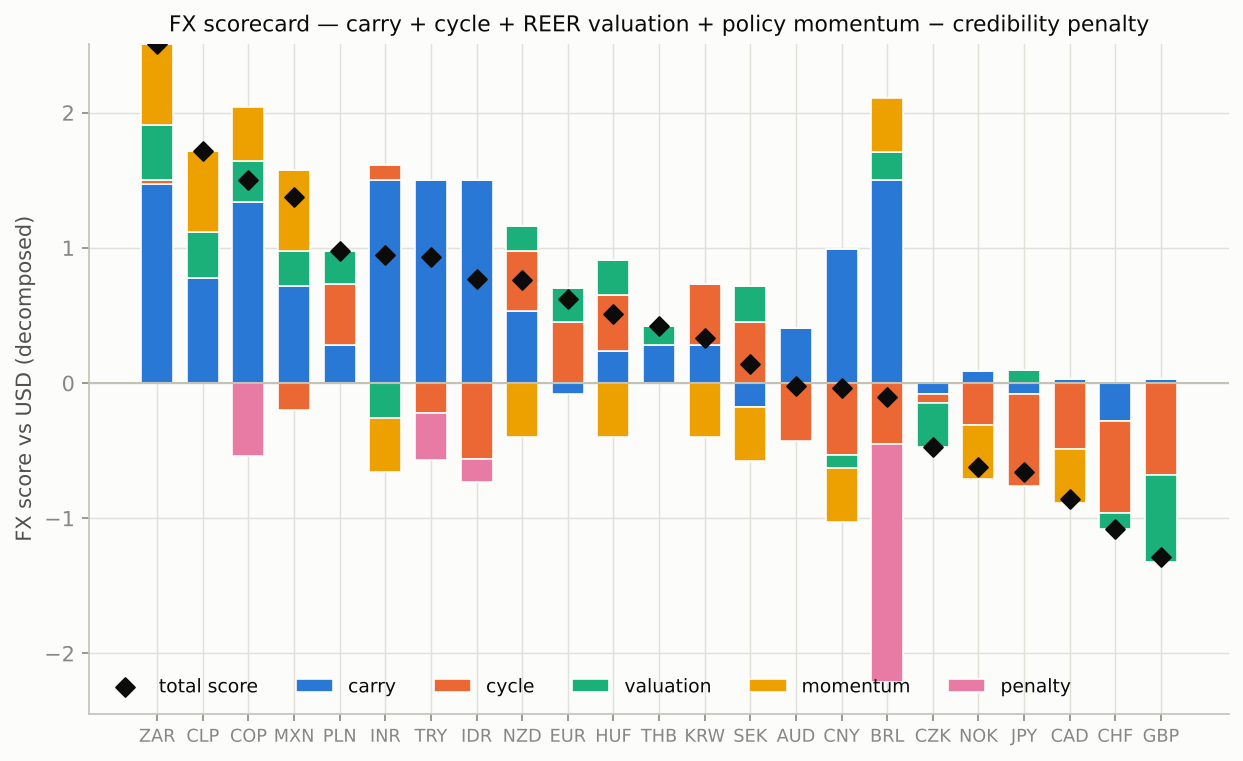 FX scorecard — carry + cycle + REER valuation + policy momentum − credibility penalty
FX score vs USD (decomposed)
2
1
0
−1
−2
total score carry cycle valuation momentum penalty
ZAR CLP COP MXN PLN INR TRY IDR NZD EUR HUF THB KRW SEK AUD CNY BRL CZK NOK JPY CAD CHF GBP